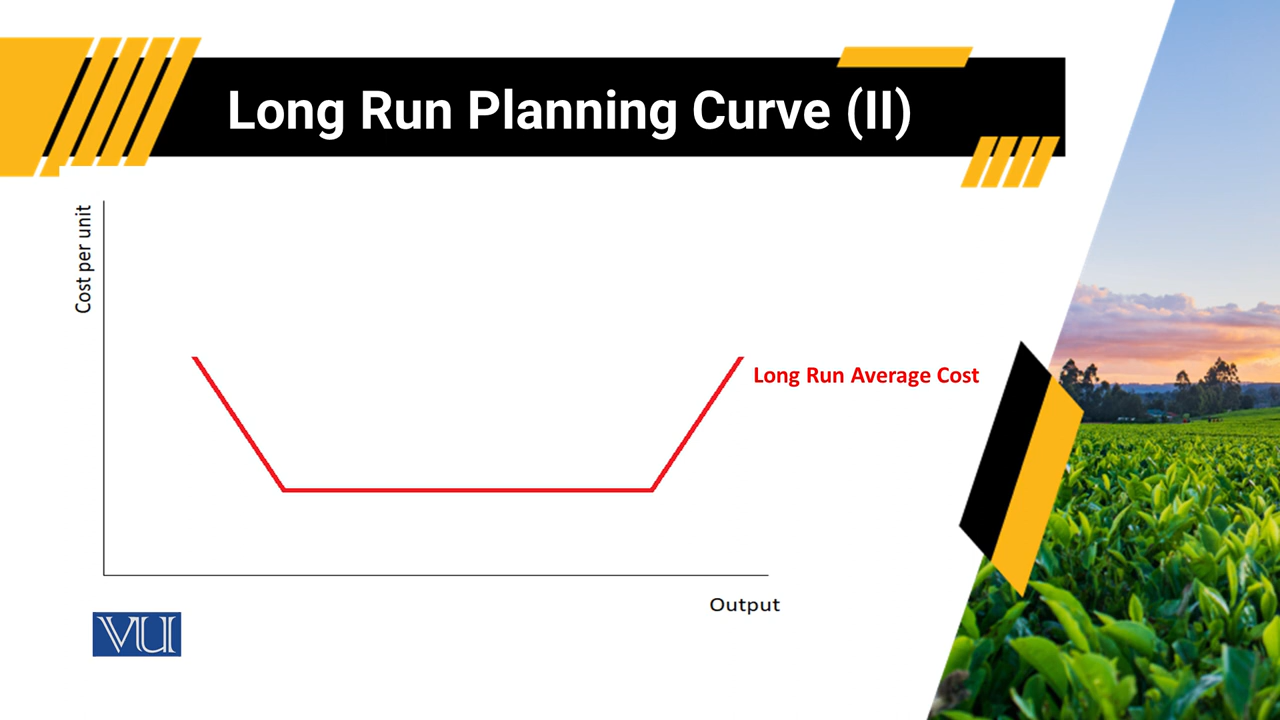 Long Run Planning Curve (II)
Cost per unit
Long Run Average Cost
Output
VU